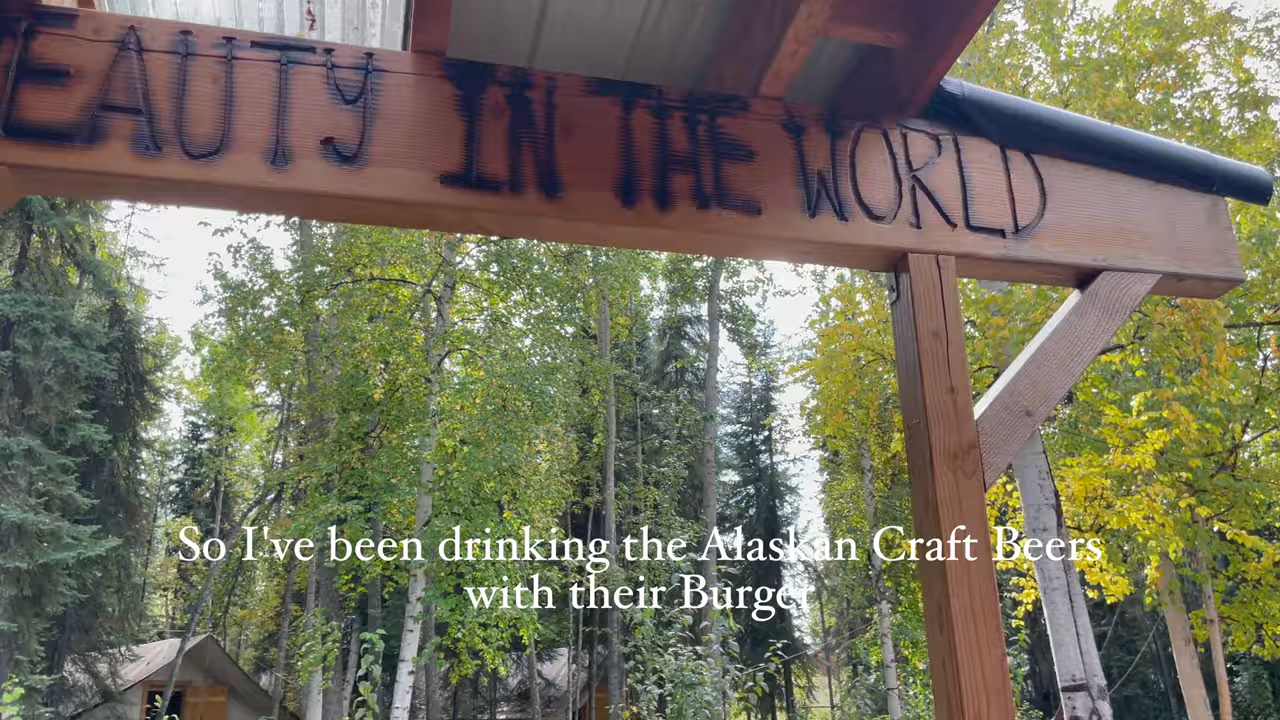 EAUTY IN THE WORLD
So I've been drinking the Alaskan Craft Beers
with their Burger